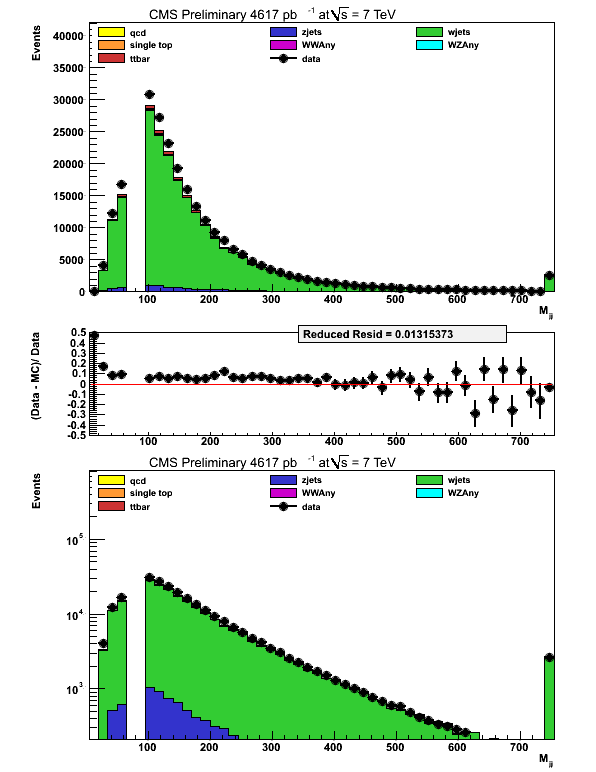 CMS Preliminary 4617 pb⁻¹ at √s = 7 TeV
Events
qcd zjets wjets
single top WWAny WZAny
ttbar data
40000
35000
30000
25000
20000
15000
10000
5000
0
100 200 300 400 500 600 700
M_jj
Reduced Resid = 0.01315373
(Data - MC)/ Data
0.5
0.4
0.3
0.2
0.1
0
-0.1
-0.2
-0.3
-0.4
-0.5
100 200 300 400 500 600 700
CMS Preliminary 4617 pb⁻¹ at √s = 7 TeV
Events
qcd zjets wjets
single top WWAny WZAny
ttbar data
10⁵
10⁴
10³
100 200 300 400 500 600 700
M_jj